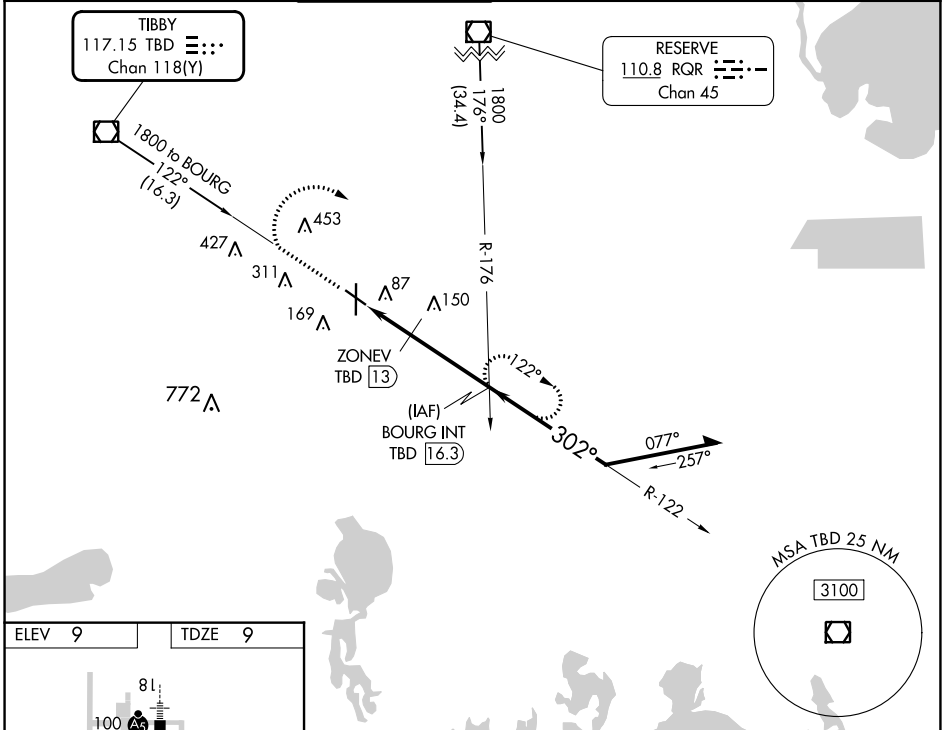 TIBBY
117.15 TBD
Chan 118(Y)
RESERVE
110.8 RQR
Chan 45
1800
176°
(34.4)
1800 to BOURG
122°
(16.3)
453
427
311
R-176
87
150
169
ZONEV
TBD 13
122°
772
(IAF)
BOURG INT
TBD 16.3
302°
077°
257°
R-122
MSA TBD 25 NM
3100
ELEV 9
TDZE 9
18
100
A5